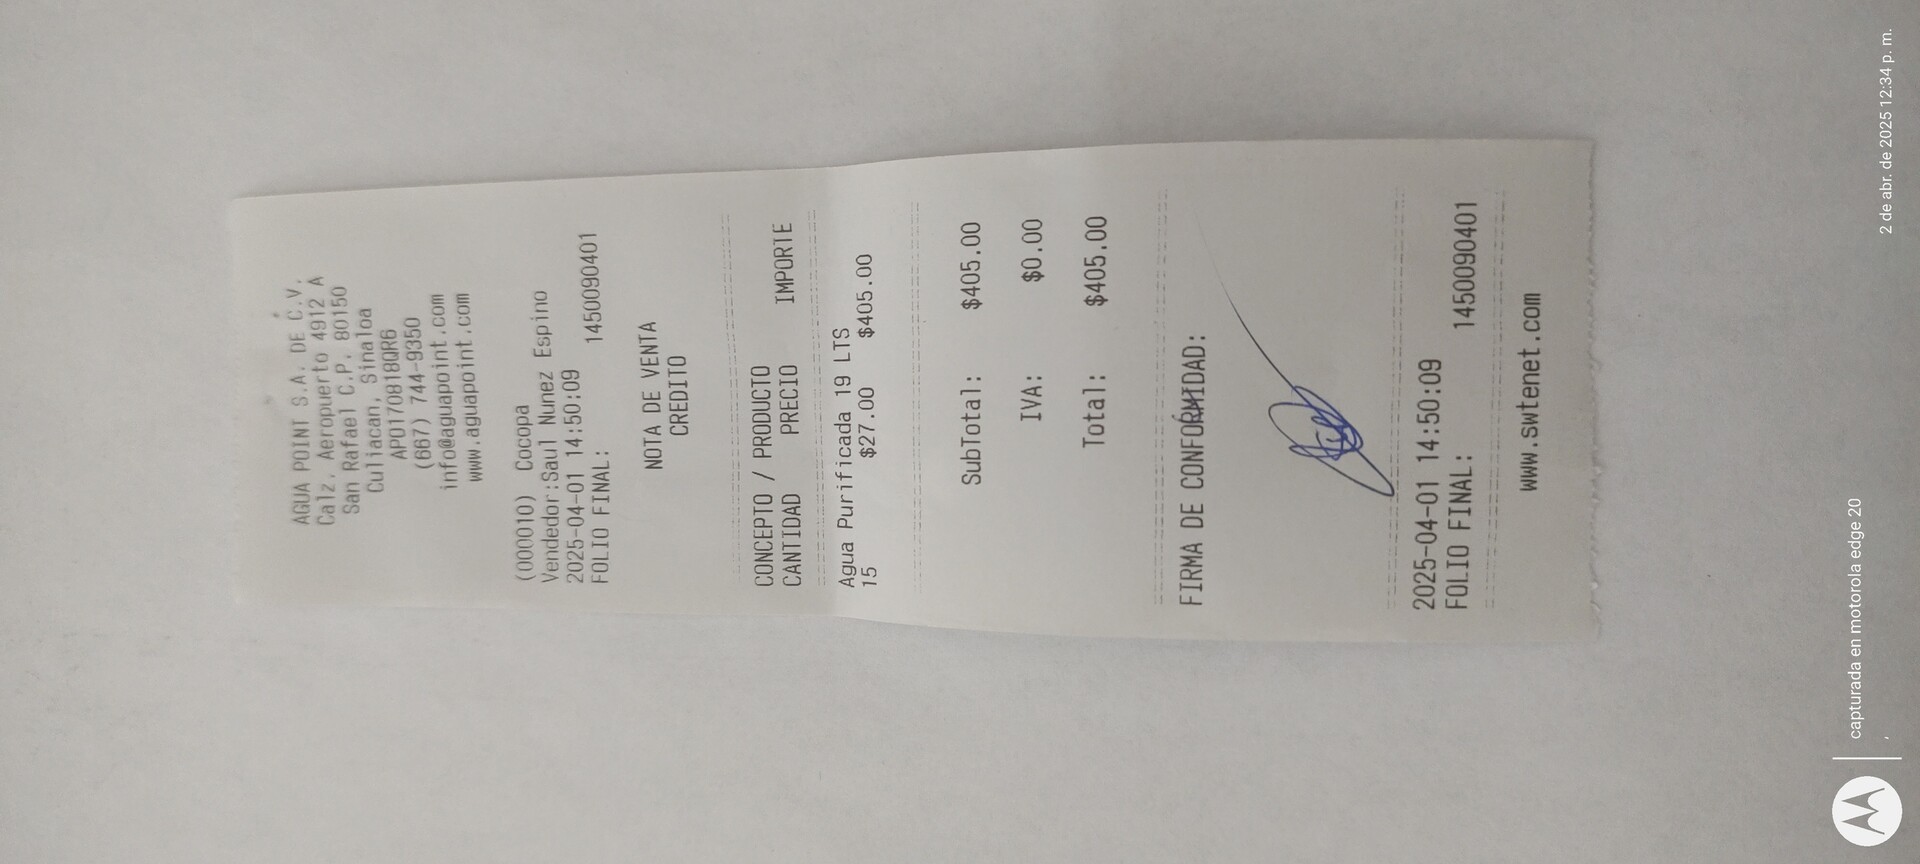 AGUA POINT S.A. DE C.V.
Calz. Aeropuerto 4912 A
San Rafael C.P. 80150
Culiacan, Sinaloa
APO170818QR6
(667) 744-9350
info@aguapoint.com
www.aguapoint.com
(000010) Cocopa
Vendedor:Saul Nunez Espino
2025-04-01 14:50:09
FOLIO FINAL: 1450090401
NOTA DE VENTA
CREDITO
CONCEPTO / PRODUCTO
CANTIDAD PRECIO IMPORTE
Agua Purificada 19 LTS
15 $27.00 $405.00
SubTotal: $405.00
IVA: $0.00
Total: $405.00
FIRMA DE CONFORMIDAD:
2025-04-01 14:50:09
FOLIO FINAL: 1450090401
www.swtenet.com
capturada en motorola edge 20
2 de abr. de 2025 12:34 p. m.